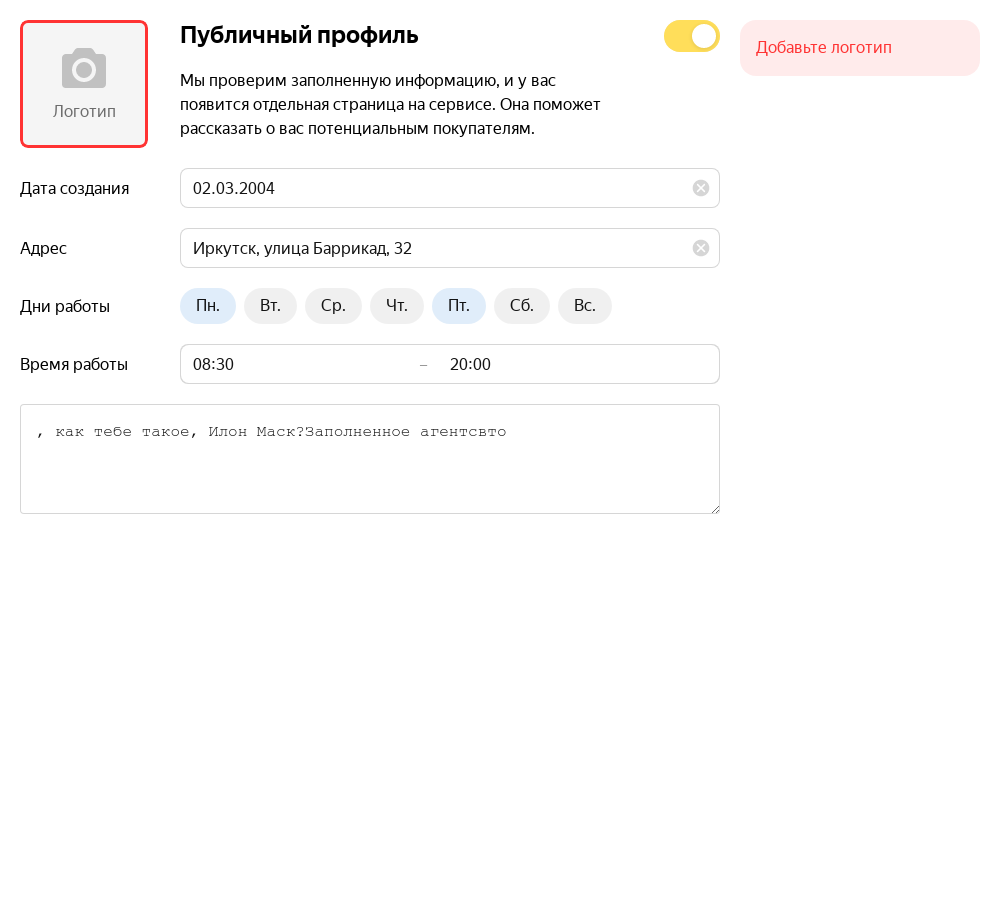 Логотип
Публичный профиль
Мы проверим заполненную информацию, и у вас
появится отдельная страница на сервисе. Она поможет
рассказать о вас потенциальным покупателям.
Добавьте логотип
Дата создания 02.03.2004
Адрес Иркутск, улица Баррикад, 32
Дни работы Пн. Вт. Ср. Чт. Пт. Сб. Вс.
Время работы 08:30 – 20:00
, как тебе такое, Илон Маск?Заполненное агентсвто